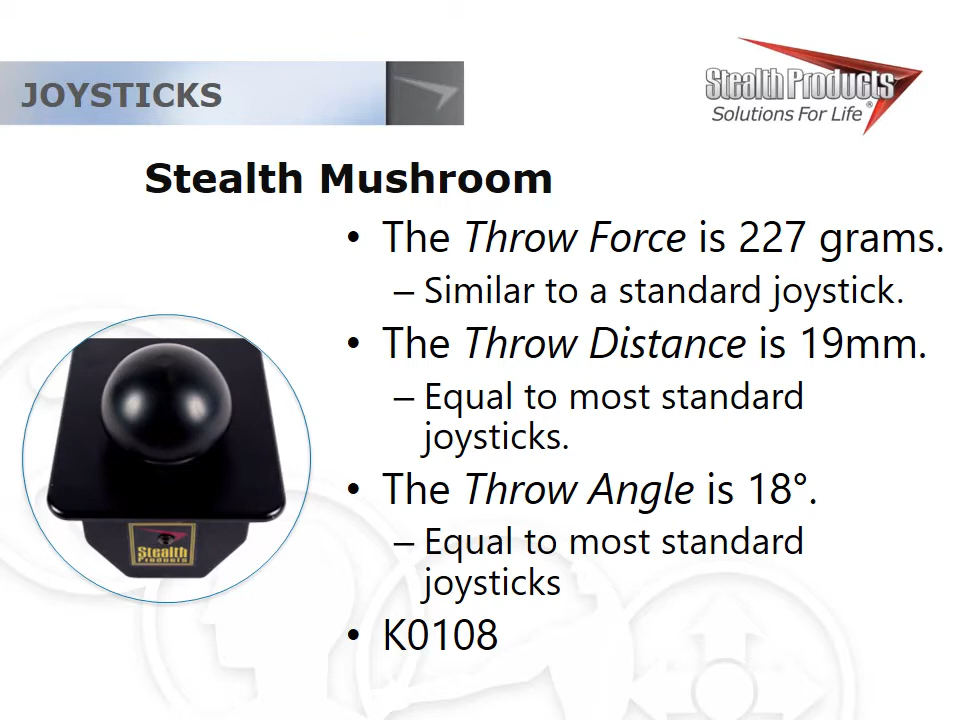 JOYSTICKS
Stealth Products®
Solutions For Life
Stealth Mushroom
• The Throw Force is 227 grams.
– Similar to a standard joystick.
• The Throw Distance is 19mm.
– Equal to most standard
joysticks.
• The Throw Angle is 18°.
– Equal to most standard
joysticks
• K0108
Stealth
Products